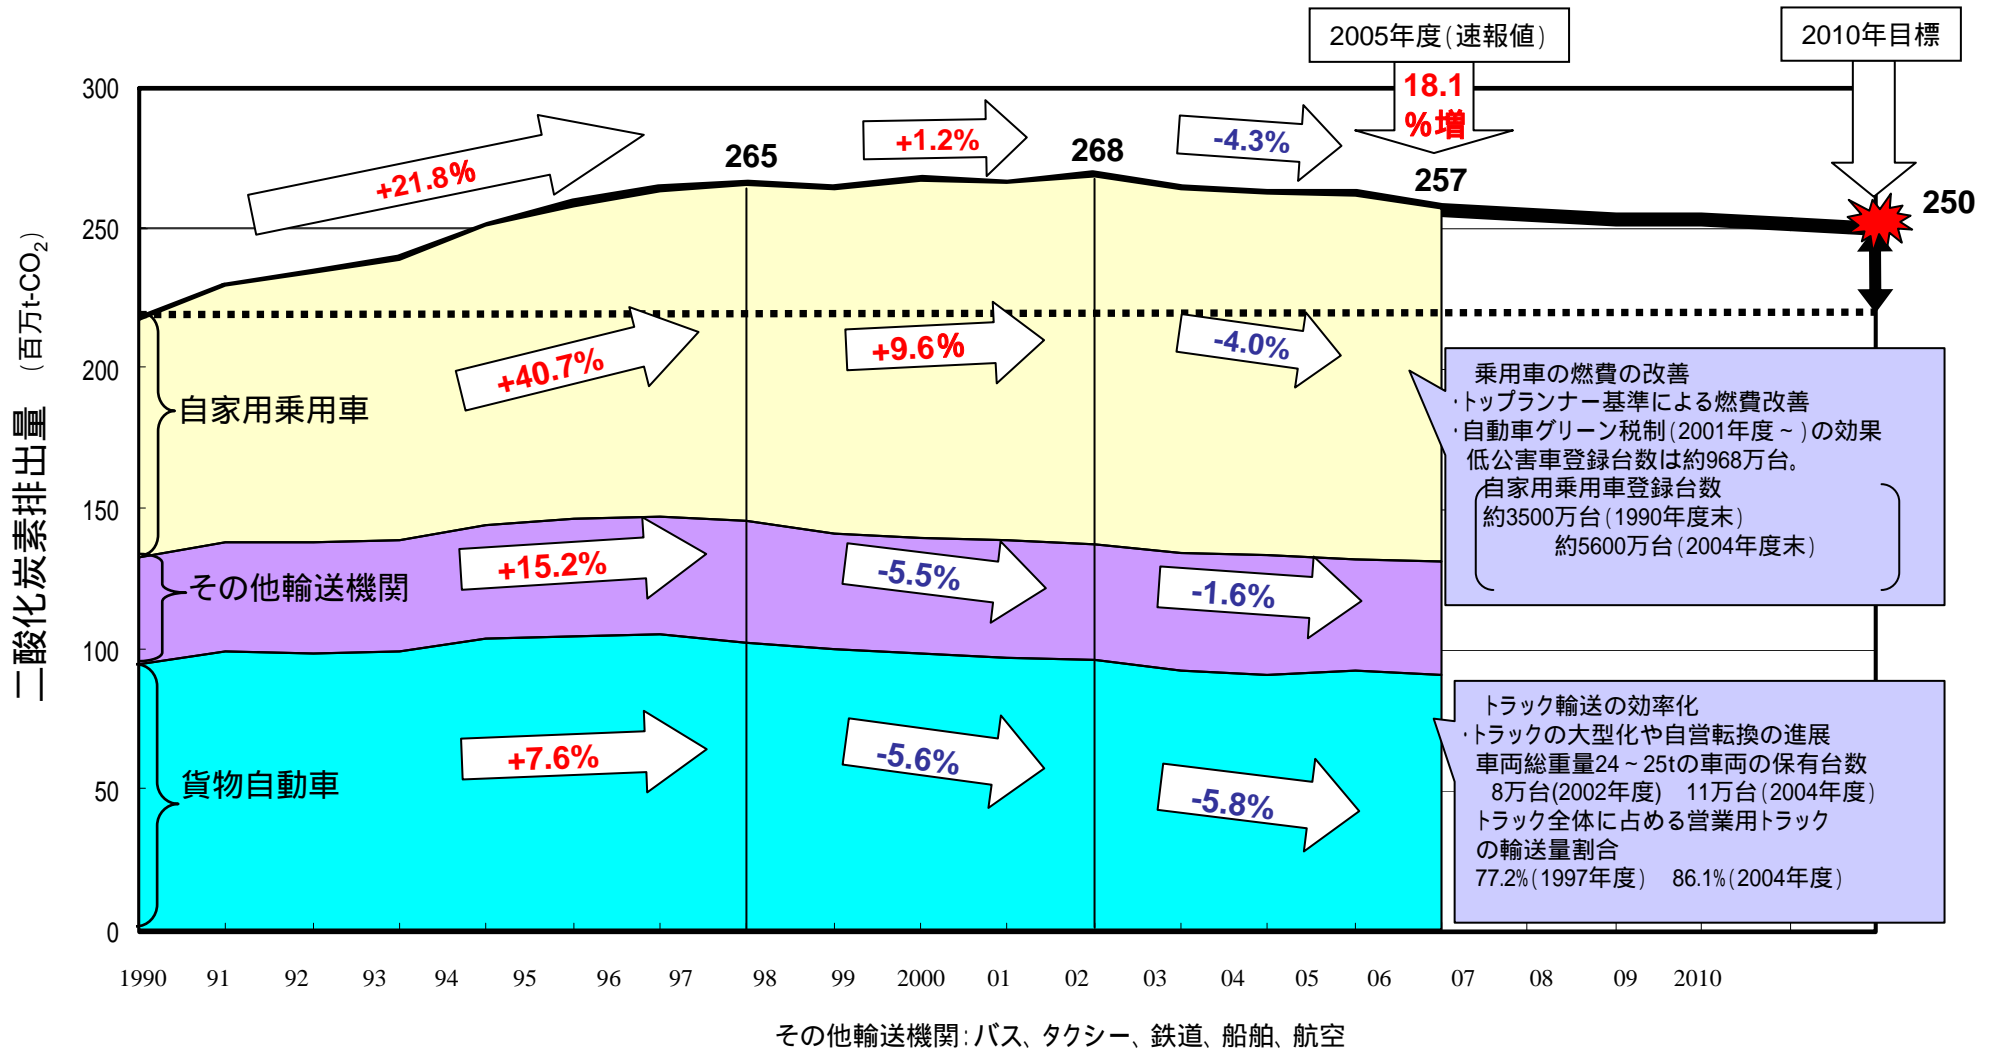 2005年度(速報値)
2010年目標
18.1
%増
300
250
200
150
100
50
0
二酸化炭素排出量 (百万t-CO2)
+21.8%
265
+1.2%
268
-4.3%
257
250
+40.7%
+9.6%
-4.0%
自家用乗用車
+15.2%
-5.5%
-1.6%
その他輸送機関
+7.6%
-5.6%
-5.8%
貨物自動車
乗用車の燃費の改善
・トップランナー基準による燃費改善
・自動車グリーン税制(2001年度~)の効果
低公害車登録台数は約968万台。
自家用乗用車登録台数
約3500万台(1990年度末)
約5600万台(2004年度末)
トラック輸送の効率化
・トラックの大型化や自営転換の進展
車両総重量24~25tの車両の保有台数
8万台(2002年度) 11万台(2004年度)
トラック全体に占める営業用トラック
の輸送量割合
77.2%(1997年度) 86.1%(2004年度)
1990 91 92 93 94 95 96 97 98 99 2000 01 02 03 04 05 06 07 08 09 2010
その他輸送機関:バス、タクシー、鉄道、船舶、航空